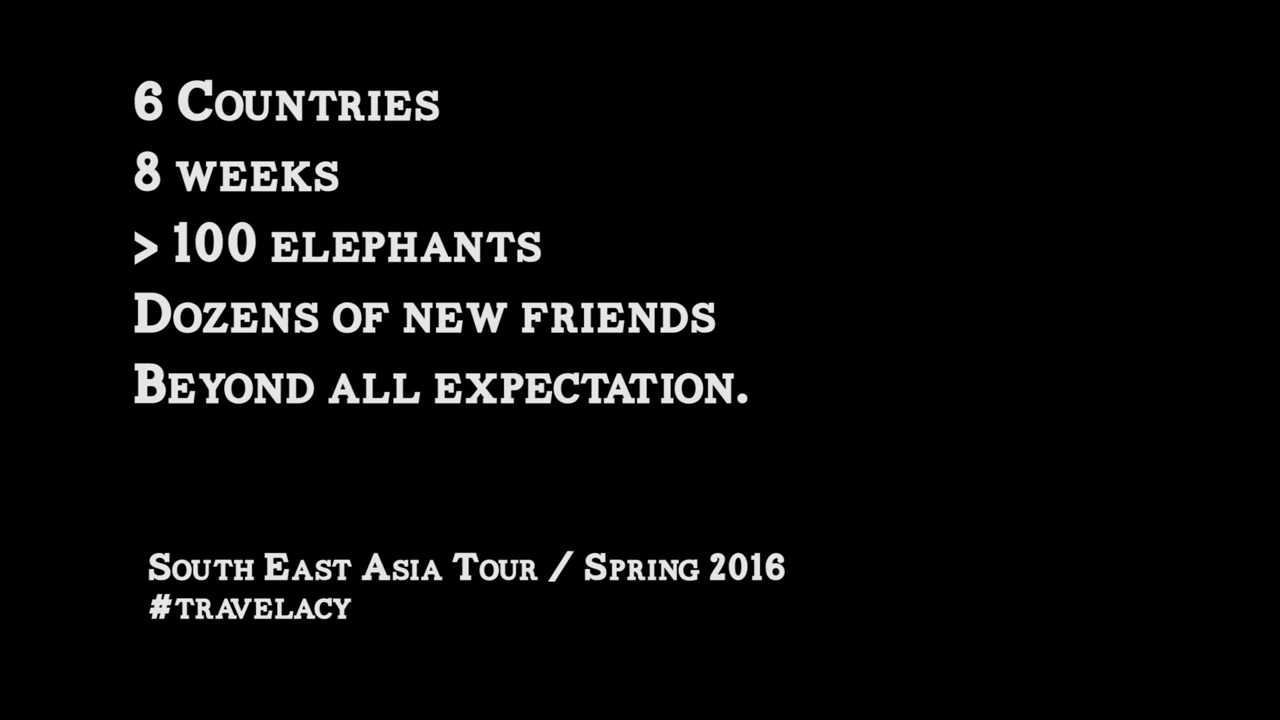 6 Countries
8 weeks
> 100 elephants
Dozens of new friends
Beyond all expectation.
South East Asia Tour / Spring 2016
#travelacy